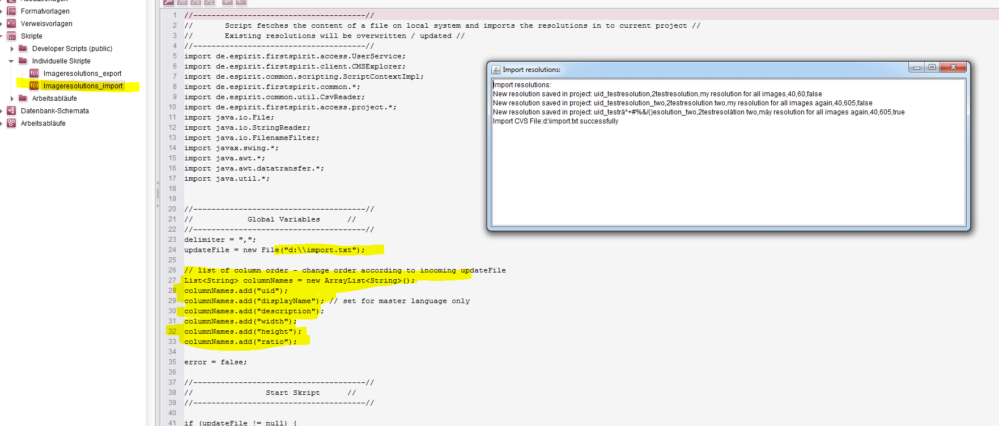 Absatzvorlagen
Formatvorlagen
Verweisvorlagen
Skripte
Developer Scripts (public)
Individuelle Skripte
Imageresolutions_export
Imageresolutions_import
Arbeitsabläufe
Datenbank-Schemata
Arbeitsabläufe
1 //--------------------------------------//
2 // Script fetches the content of a file on local system and imports the resolutions in to current project //
3 // Existing resolutions will be overwritten / updated //
4 //--------------------------------------//
5 import de.espirit.firstspirit.access.UserService;
6 import de.espirit.firstspirit.client.CMSExplorer;
7 import de.espirit.common.scripting.ScriptContextImpl;
8 import de.espirit.firstspirit.common.*;
9 import de.espirit.common.util.CsvReader;
10 import de.espirit.firstspirit.access.project.*;
11 import java.io.File;
12 import java.io.StringReader;
13 import java.io.FilenameFilter;
14 import javax.swing.*;
15 import java.awt.*;
16 import java.awt.datatransfer.*;
17 import java.util.*;
18
19
20 //--------------------------------------//
21 // Global Variables //
22 //--------------------------------------//
23 delimiter = ",";
24 updateFile = new File("d:\\import.txt");
25
26 // list of column order - change order according to incoming updateFile
27 List<String> columnNames = new ArrayList<String>();
28 columnNames.add("uid");
29 columnNames.add("displayName"); // set for master language only
30 columnNames.add("description");
31 columnNames.add("width");
32 columnNames.add("height");
33 columnNames.add("ratio");
34
35 error = false;
36
37 //--------------------------------------//
38 // Start Skript //
39 //--------------------------------------//
40
41 if (updateFile != null) {
Import resolutions:
Import resolutions:
New resolution saved in project: uid_testresolution,2testresolution,my resolution for all images,40,60,false
New resolution saved in project: uid_testresolution_two,2testresolution two,my resolution for all images again,40,605,false
New resolution saved in project: uid_testrä*+#%&/()esolution_two,2testresolätion two,mäy resolution for all images again,40,605,true
Import CVS File:d:\import.txt successfully